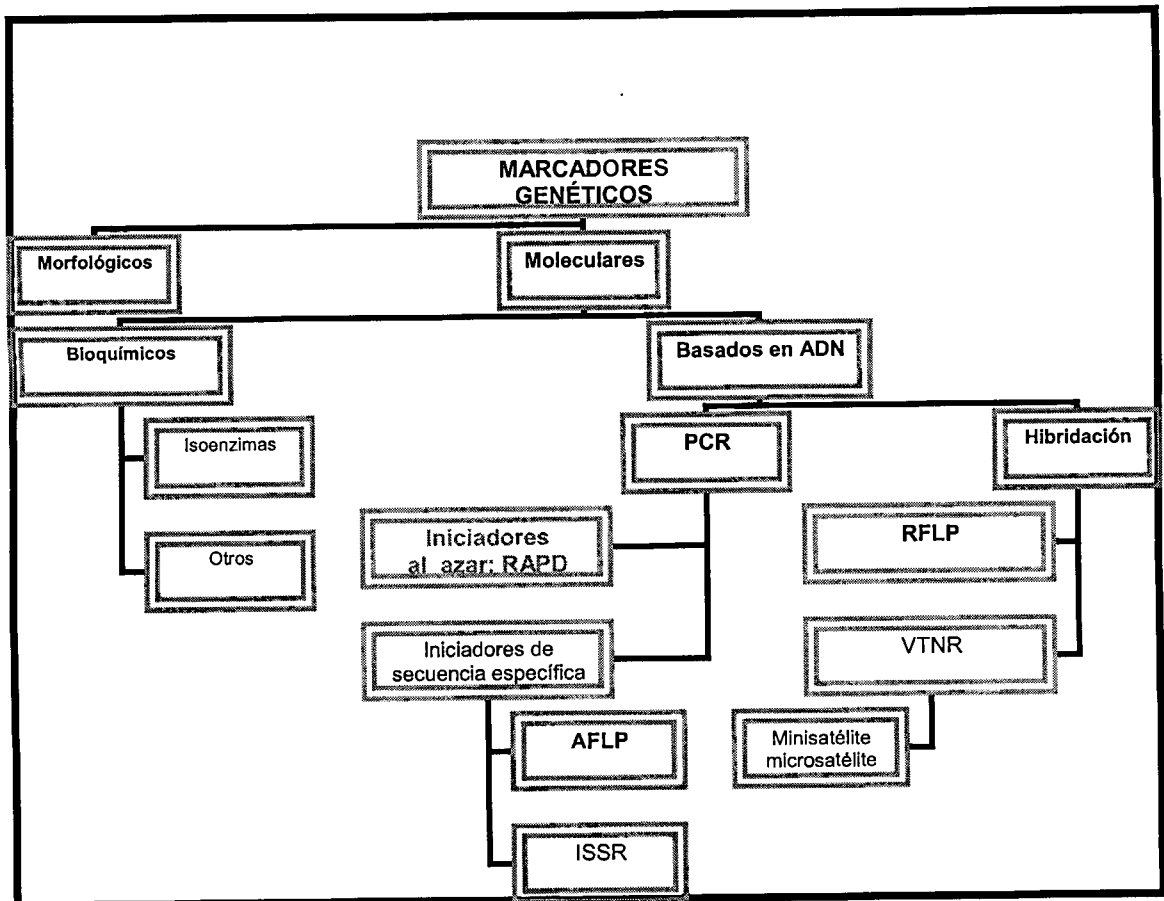 MARCADORES
GENÉTICOS
Morfológicos
Moleculares
Bioquímicos
Basados en ADN
Isoenzimas
Otros
PCR
Hibridación
Iniciadores
al azar: RAPD
RFLP
Iniciadores de
secuencia específica
VTNR
AFLP
Minisatélite
microsatélite
ISSR